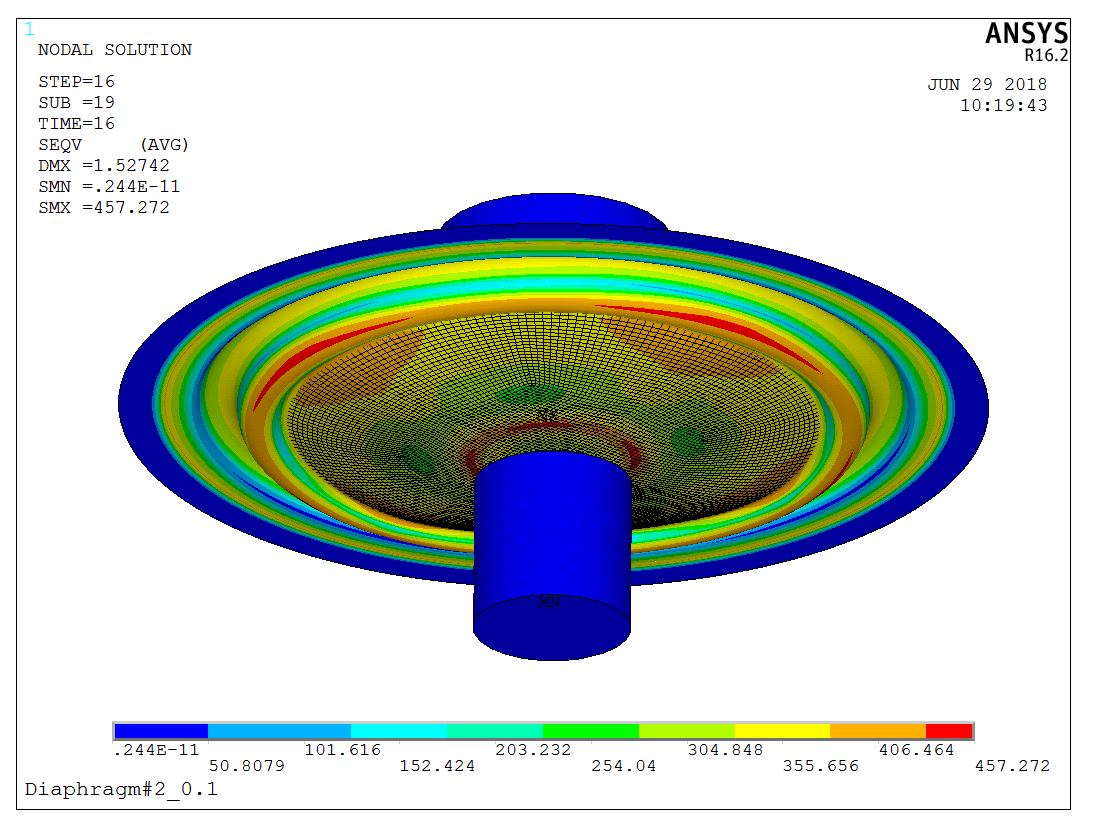 1
ANSYS
R16.2
NODAL SOLUTION
STEP=16
SUB =19
TIME=16
SEQV (AVG)
DMX =1.52742
SMN =.244E-11
SMX =457.272
JUN 29 2018
10:19:43
MN
.244E-11 101.616 203.232 304.848 406.464
50.8079 152.424 254.04 355.656 457.272
Diaphragm#2_0.1